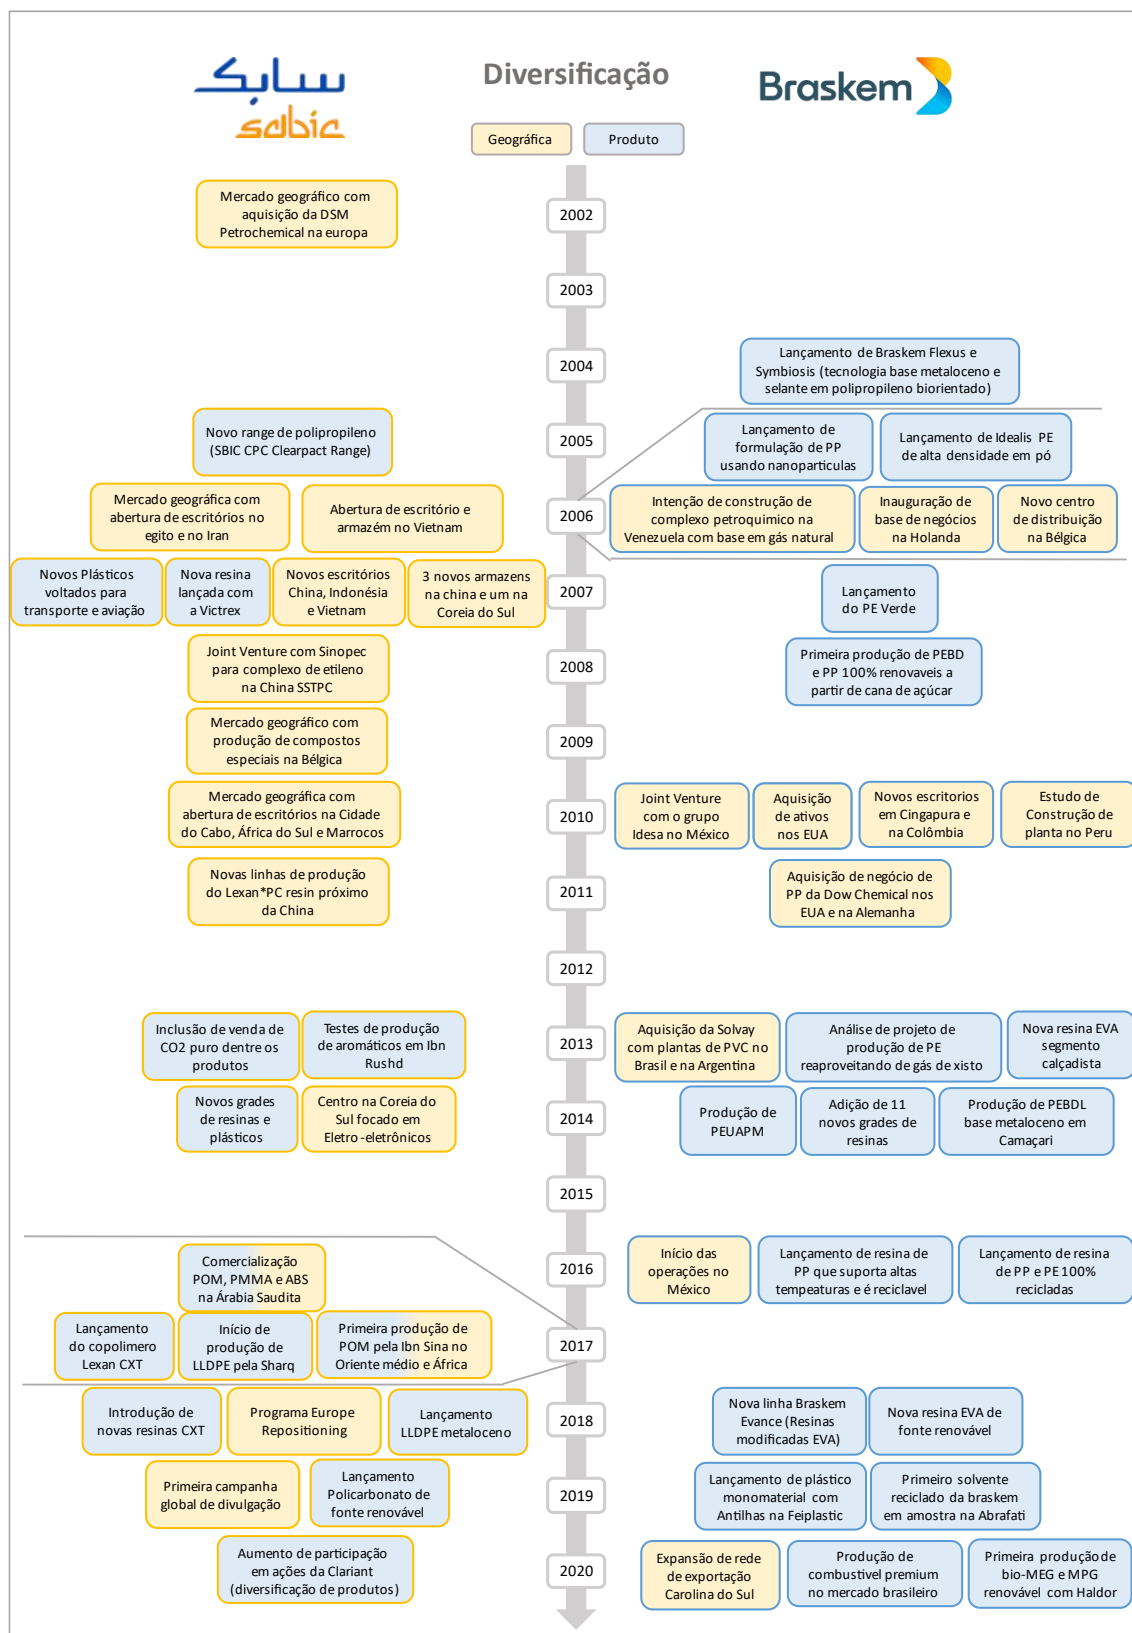 سابك
sabic
Diversificação
Braskem
Geográfica
Produto
2002
Mercado geográfico com
aquisição da DSM
Petrochemical na europa
2003
2004
Lançamento de Braskem Flexus e
Symbiosis (tecnologia base metaloceno e
selante em polipropileno biorientado)
2005
Novo range de polipropileno
(SBIC CPC Clearpact Range)
Lançamento de
formulação de PP
usando nanoparticulas
Lançamento de Idealis PE
de alta densidade em pó
2006
Mercado geográfica com
abertura de escritórios no
egito e no Iran
Abertura de escritório e
armazém no Vietnam
Intenção de construção de
complexo petroquimico na
Venezuela com base em gás natural
Inauguração de
base de negócios
na Holanda
Novo centro
de distribuição
na Bélgica
2007
Novos Plásticos
voltados para
transporte e aviação
Nova resina
lançada com
a Victrex
Novos escritórios
China, Indonésia
e Vietnam
3 novos armazens
na china e um na
Coreia do Sul
Lançamento
do PE Verde
2008
Joint Venture com Sinopec
para complexo de etileno
na China SSTPC
Primeira produção de PEBD
e PP 100% renovaveis a
partir de cana de açúcar
2009
Mercado geográfico com
produção de compostos
especiais na Bélgica
2010
Mercado geográfica com
abertura de escritórios na Cidade
do Cabo, África do Sul e Marrocos
Joint Venture
com o grupo
Idesa no México
Aquisição
de ativos
nos EUA
Novos escritorios
em Cingapura e
na Colômbia
Estudo de
Construção de
planta no Peru
2011
Novas linhas de produção
do Lexan*PC resin próximo
da China
Aquisição de negócio de
PP da Dow Chemical nos
EUA e na Alemanha
2012
2013
Inclusão de venda de
CO2 puro dentre os
produtos
Testes de produção
de aromáticos em Ibn
Rushd
Aquisição da Solvay
com plantas de PVC no
Brasil e na Argentina
Análise de projeto de
produção de PE
reaproveitando de gás de xisto
Nova resina EVA
segmento
calçadista
2014
Novos grades
de resinas e
plásticos
Centro na Coreia do
Sul focado em
Eletro-eletrônicos
Produção de
PEUAPM
Adição de 11
novos grades de
resinas
Produção de PEBDL
base metaloceno em
Camaçari
2015
2016
Início das
operações no
México
Lançamento de resina de
PP que suporta altas
tempeaturas e é reciclavel
Lançamento de resina
de PP e PE 100%
recicladas
Comercialização
POM, PMMA e ABS
na Árabia Saudita
2017
Lançamento
do copolimero
Lexan CXT
Início de
produção de
LLDPE pela Sharq
Primeira produção de
POM pela Ibn Sina no
Oriente médio e África
2018
Introdução de
novas resinas CXT
Programa Europe
Repositioning
Lançamento
LLDPE metaloceno
Nova linha Braskem
Evance (Resinas
modificadas EVA)
Nova resina EVA de
fonte renovável
2019
Primeira campanha
global de divulgação
Lançamento
Policarbonato de
fonte renovável
Lançamento de plástico
monomaterial com
Antilhas na Feiplastic
Primeiro solvente
reciclado da braskem
em amostra na Abrafati
2020
Aumento de participação
em ações da Clariant
(diversificação de produtos)
Expansão de rede
de exportação
Carolina do Sul
Produção de
combustivel premium
no mercado brasileiro
Primeira produção de
bio-MEG e MPG
renovável com Haldor